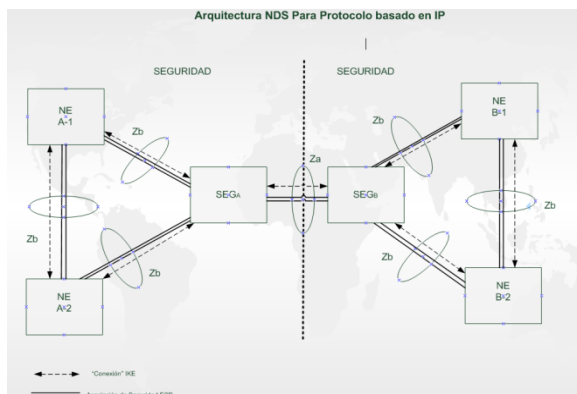 Arquitectura NDS Para Protocolo basado en IP
SEGURIDAD
SEGURIDAD
NE
A-1
Zb
Zb
SEGA
Zb
NE
A-2
Za
SEGB
Zb
NE
B-1
Zb
Zb
NE
B-2
"Conexión" IKE